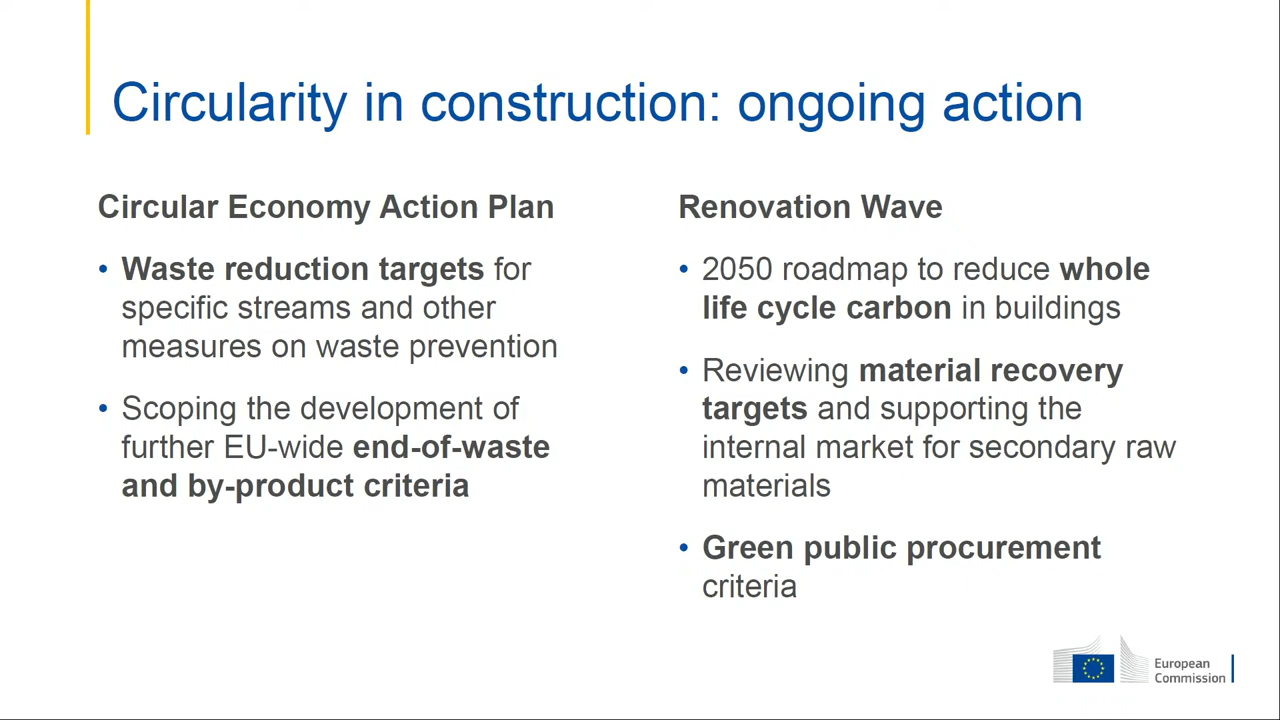 Circularity in construction: ongoing action
Circular Economy Action Plan
• Waste reduction targets for
specific streams and other
measures on waste prevention
• Scoping the development of
further EU-wide end-of-waste
and by-product criteria
Renovation Wave
• 2050 roadmap to reduce whole
life cycle carbon in buildings
• Reviewing material recovery
targets and supporting the
internal market for secondary raw
materials
• Green public procurement
criteria
European
Commission